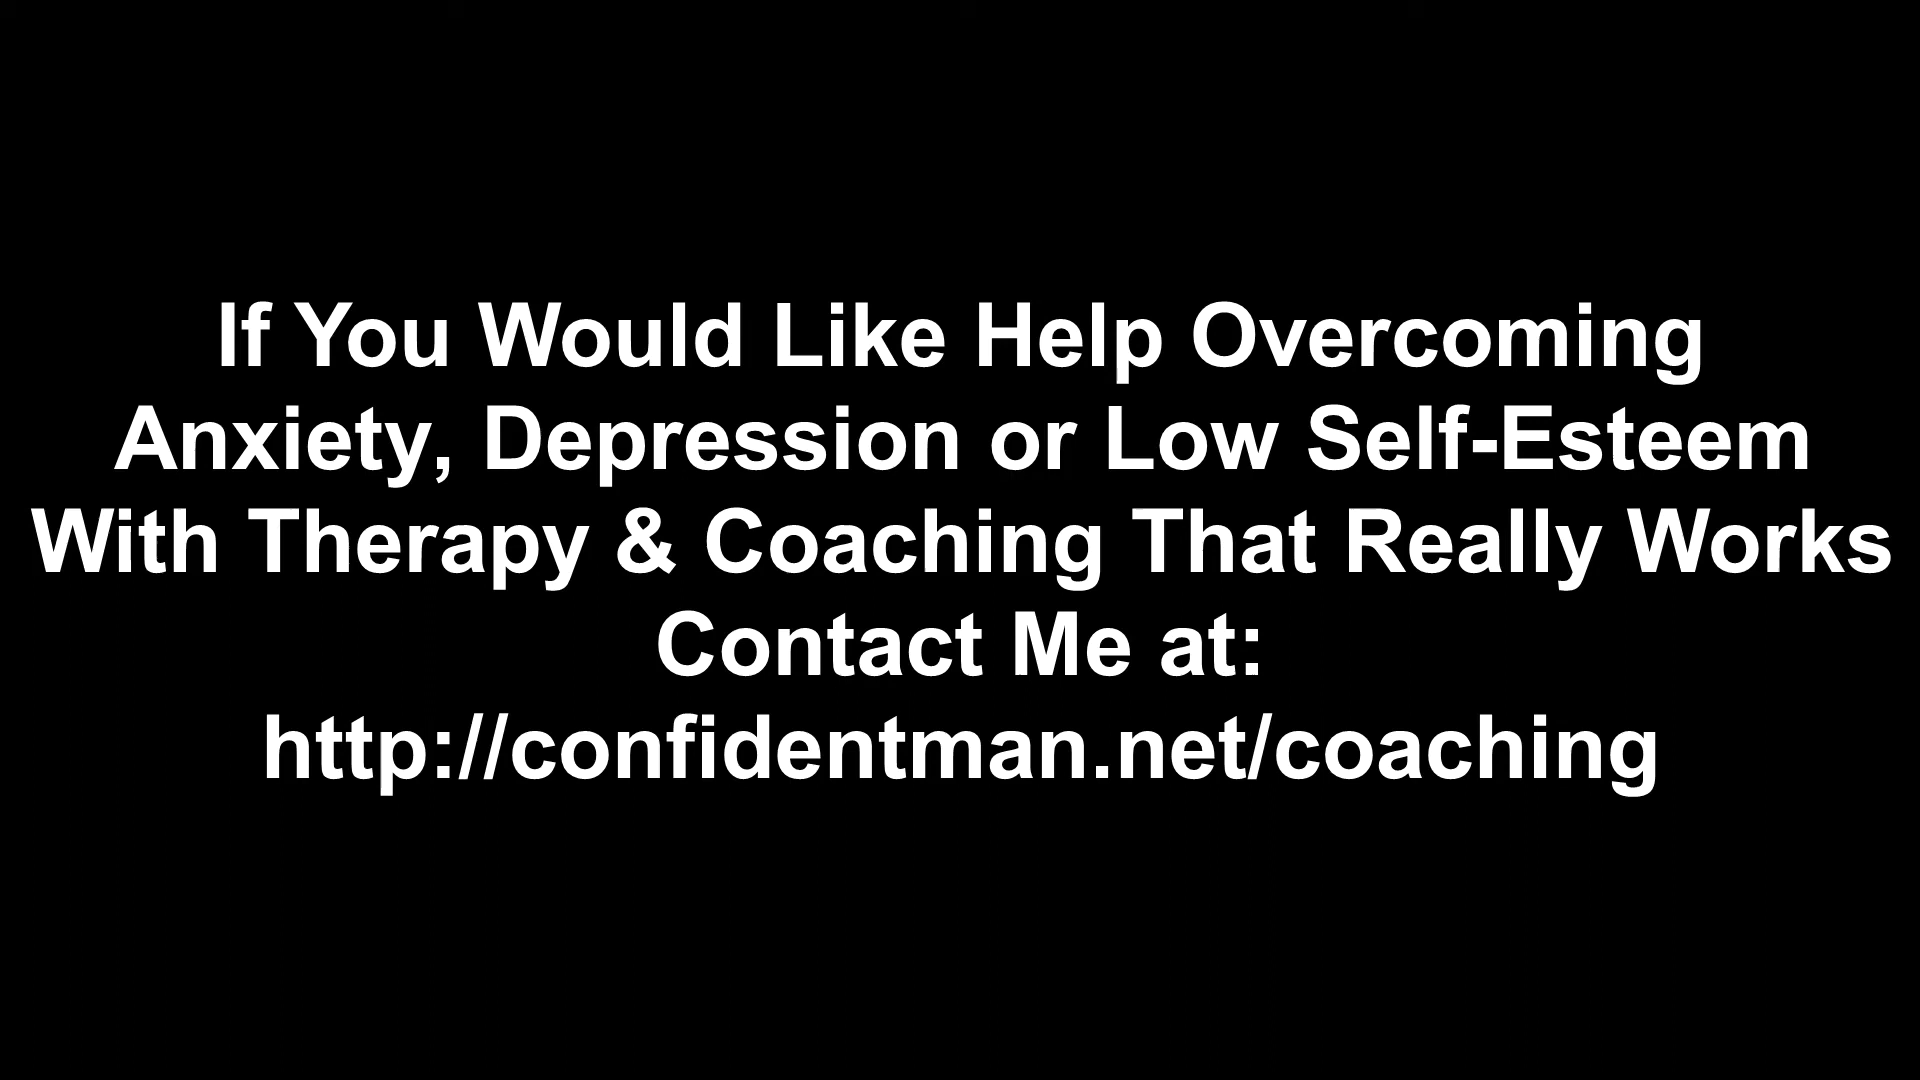 If You Would Like Help Overcoming
Anxiety, Depression or Low Self-Esteem
With Therapy & Coaching That Really Works
Contact Me at:
http://confidentman.net/coaching